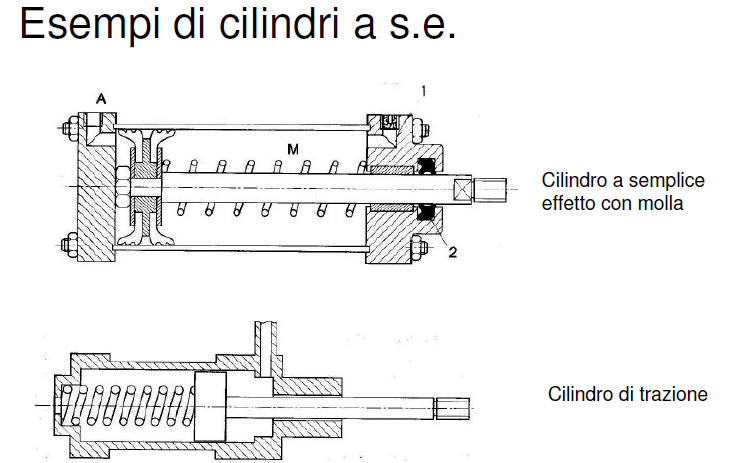 Esempi di cilindri a s.e.
A
1
M
Cilindro a semplice
effetto con molla
2
Cilindro di trazione